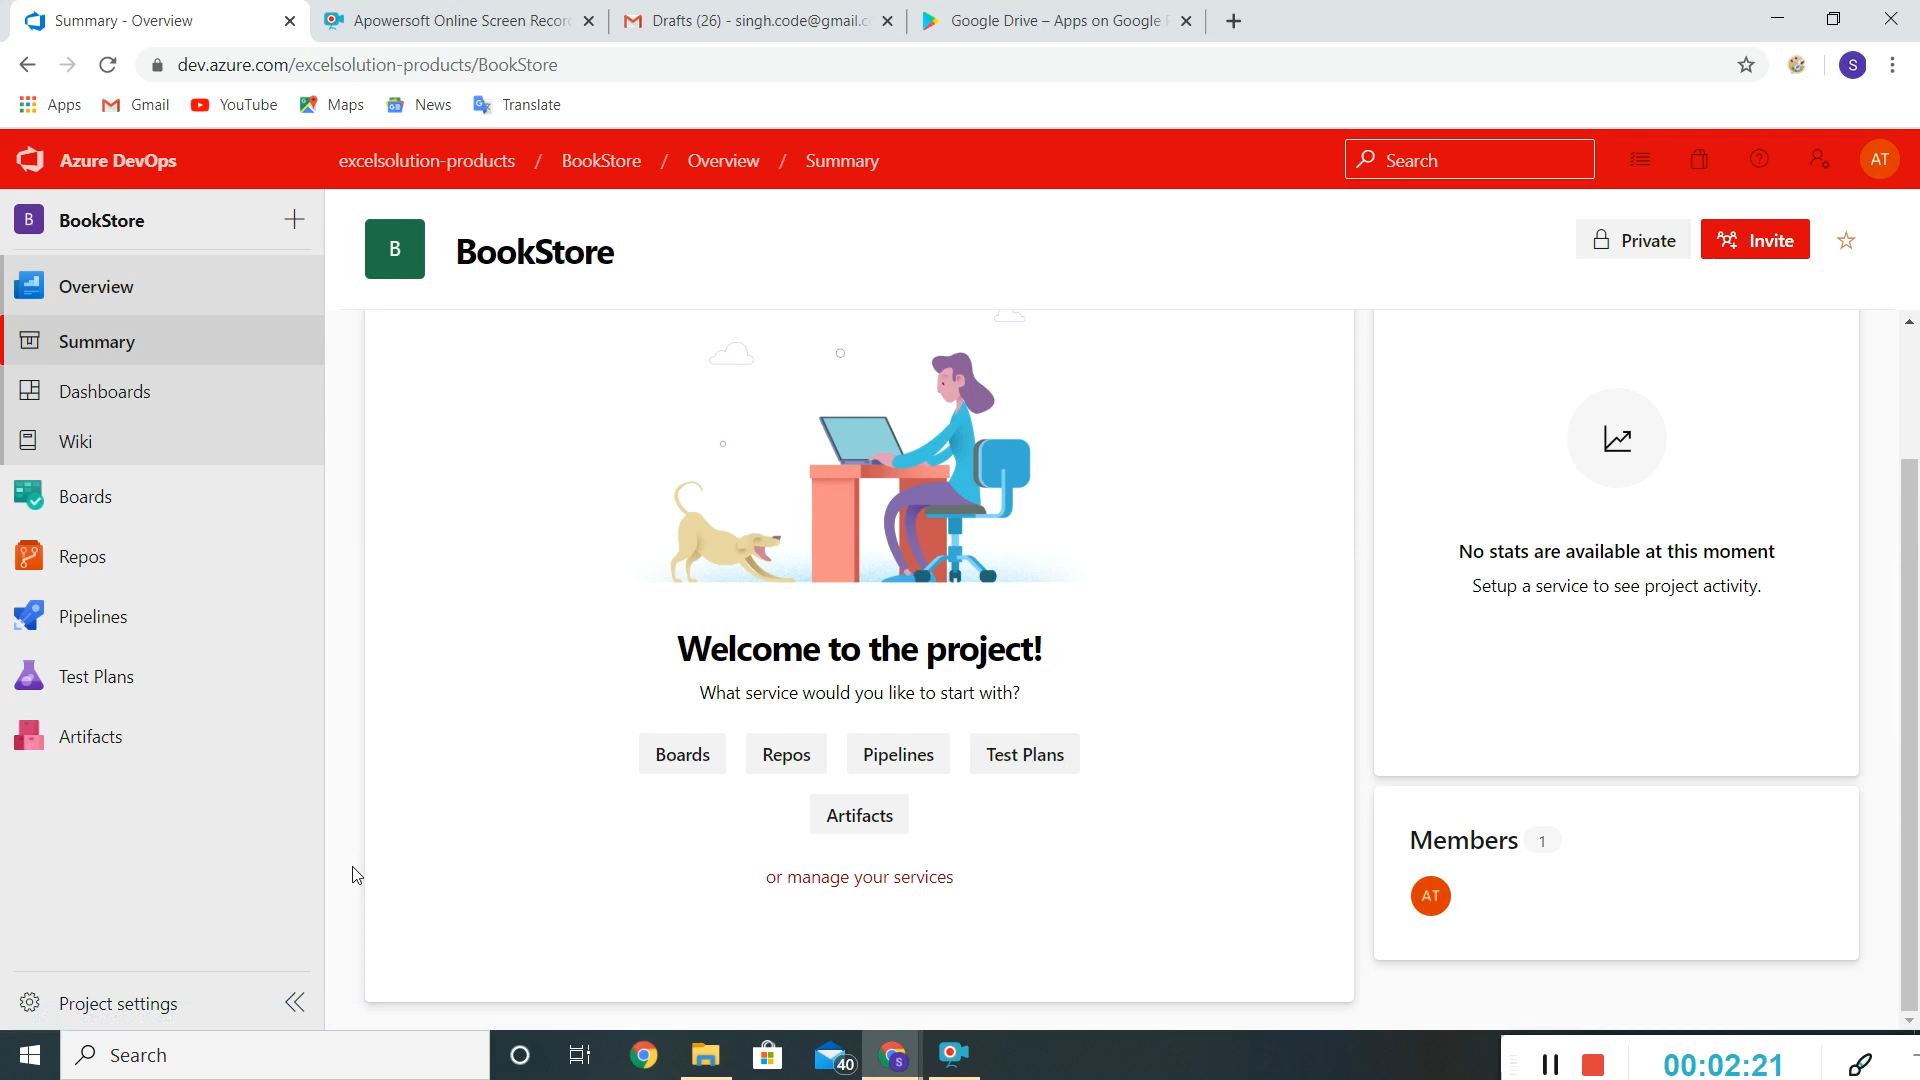 Summary - Overview
Apowersoft Online Screen Recor
Drafts (26) - singh.code@gmail.c
Google Drive – Apps on Google
dev.azure.com/excelsolution-products/BookStore
S
Apps
Gmail
YouTube
Maps
News
Translate
Azure DevOps
excelsolution-products / BookStore / Overview / Summary
Search
AT
B BookStore
Overview
Summary
Dashboards
Wiki
Boards
Repos
Pipelines
Test Plans
Artifacts
Project settings
B BookStore
Private
Invite
Welcome to the project!
What service would you like to start with?
Boards Repos Pipelines Test Plans
Artifacts
or manage your services
No stats are available at this moment
Setup a service to see project activity.
Members 1
AT
Search
40
S
00:02:21